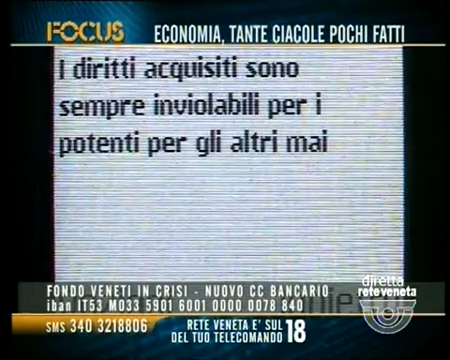 FOCUS
ECONOMIA, TANTE CIACOLE POCHI FATTI
I diritti acquisiti sono
sempre inviolabili per i
potenti per gli altri mai
FONDO VENETI IN CRISI - NUOVO CC BANCARIO
iban IT53 M033 5901 6001 0000 0078 840
diretta
reteveneta
SMS 340 3218806
RETE VENETA E' SUL
DEL TUO TELECOMANDO 18